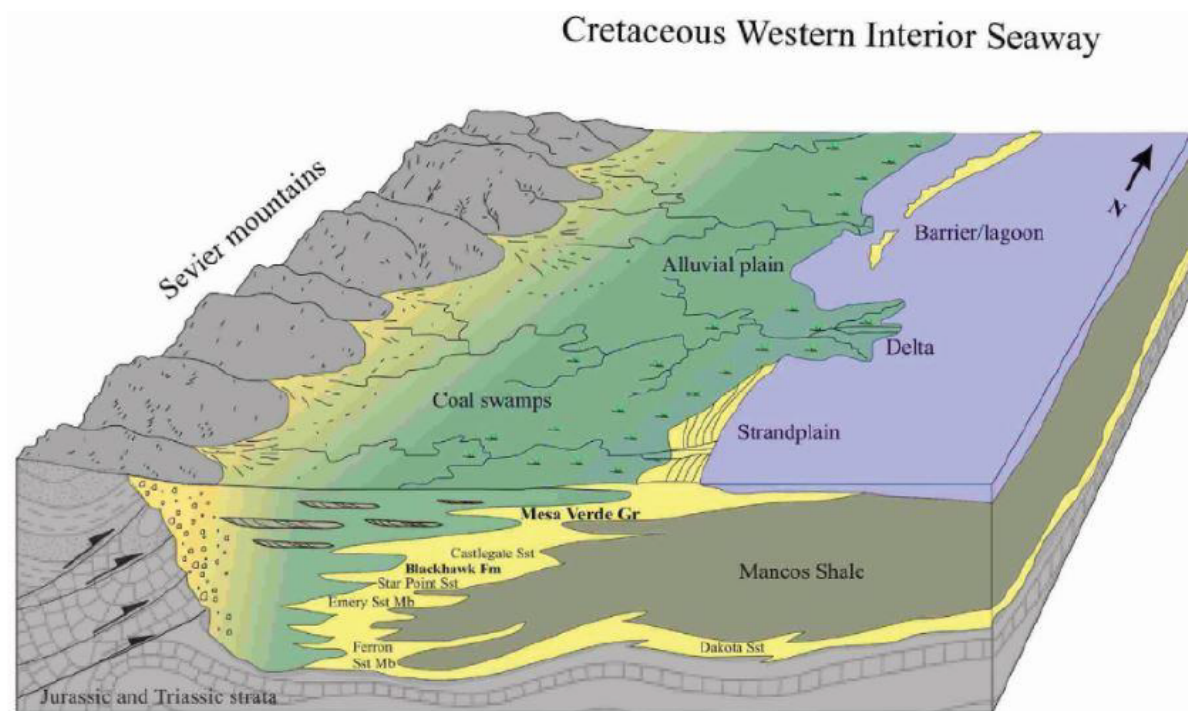 Cretaceous Western Interior Seaway
Sevier mountains
N
Barrier/lagoon
Alluvial plain
Delta
Coal swamps
Strandplain
Mesa Verde Gr
Castlegate Sst
Blackhawk Fm
Star Point Sst
Mancos Shale
Emery Sst Mb
Ferron
Sst Mb
Dakota Sst
Jurassic and Triassic strata